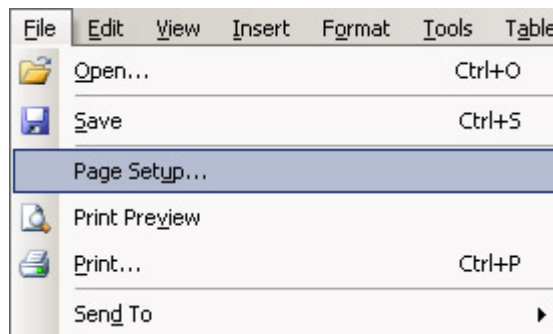 File Edit View Insert Format Tools Table
Open... Ctrl+O
Save Ctrl+S
Page Setup...
Print Preview
Print... Ctrl+P
Send To